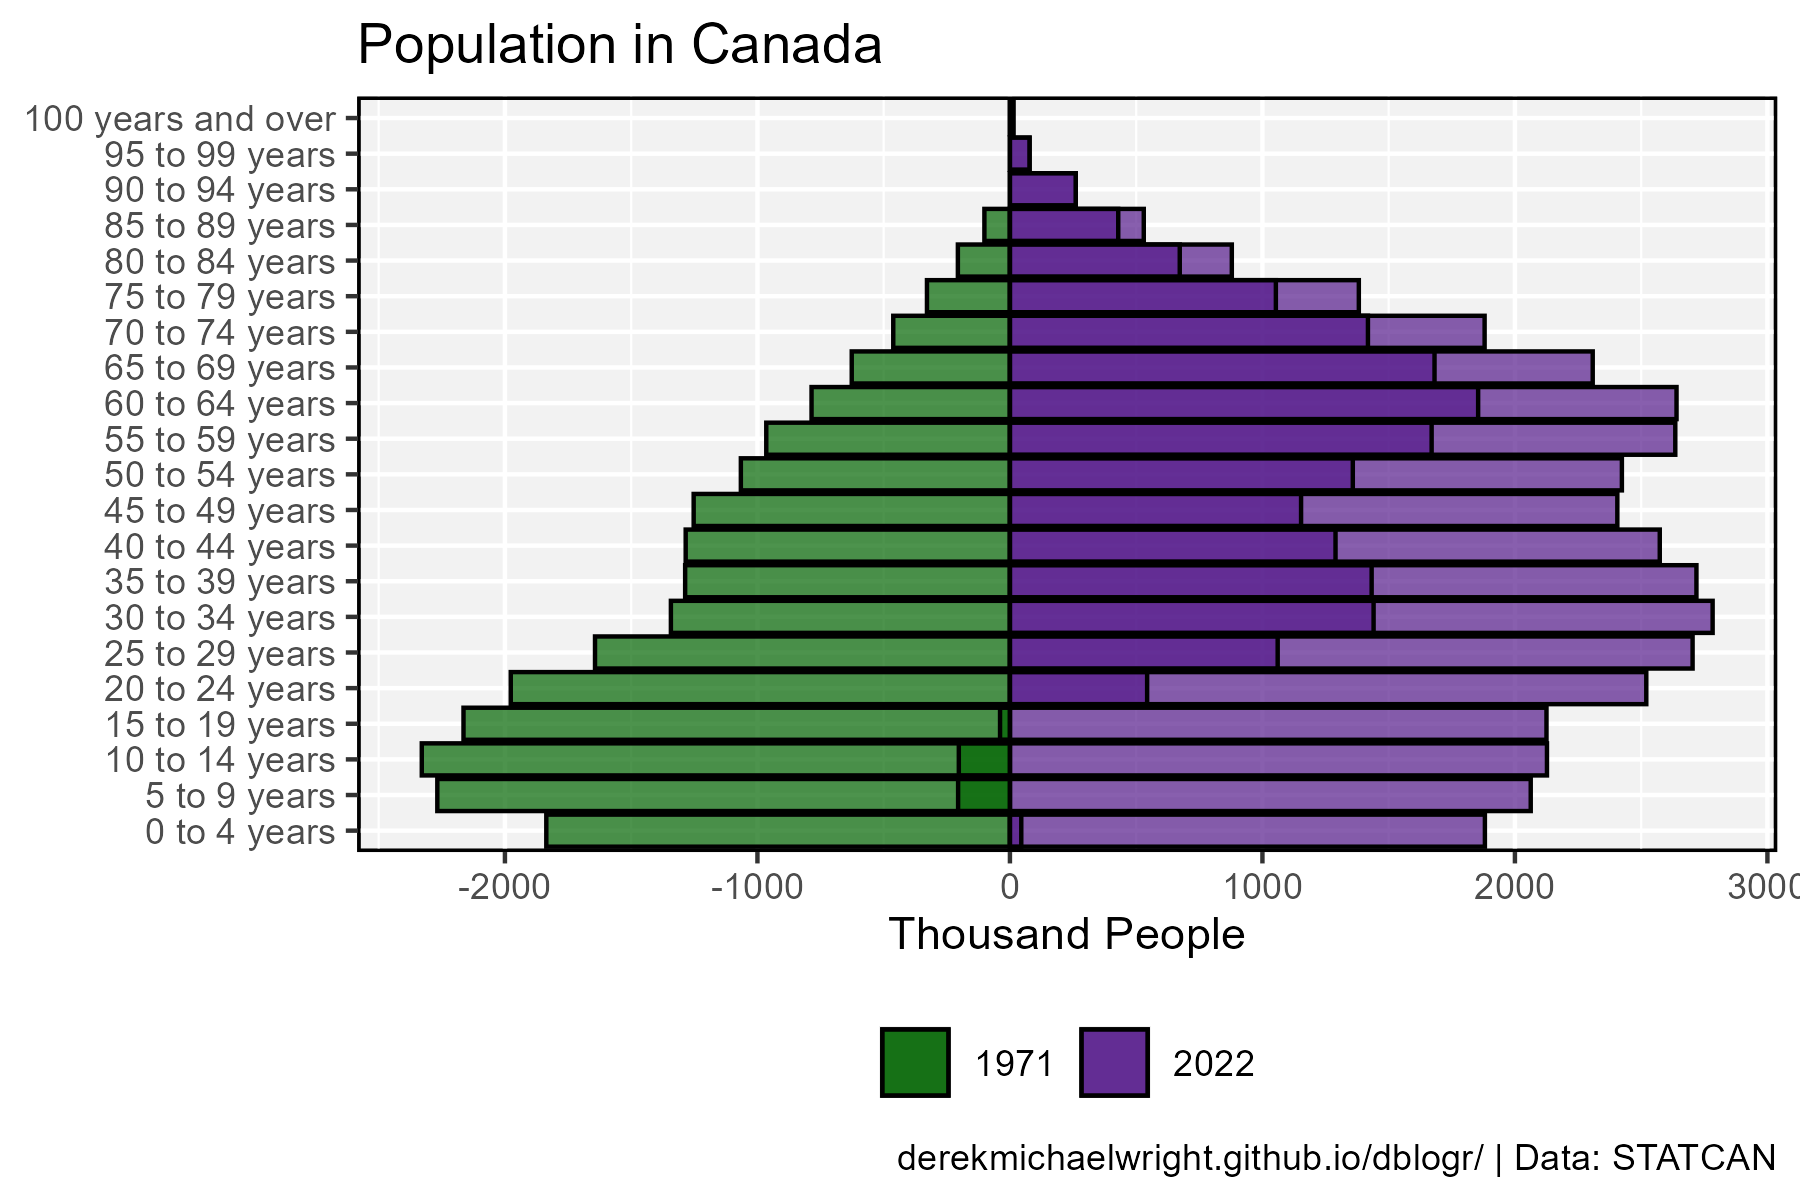 Population in Canada
100 years and over
95 to 99 years
90 to 94 years
85 to 89 years
80 to 84 years
75 to 79 years
70 to 74 years
65 to 69 years
60 to 64 years
55 to 59 years
50 to 54 years
45 to 49 years
40 to 44 years
35 to 39 years
30 to 34 years
25 to 29 years
20 to 24 years
15 to 19 years
10 to 14 years
5 to 9 years
0 to 4 years
-2000 -1000 0 1000 2000 3000
Thousand People
1971 2022
derekmichaelwright.github.io/dblogr/ | Data: STATCAN